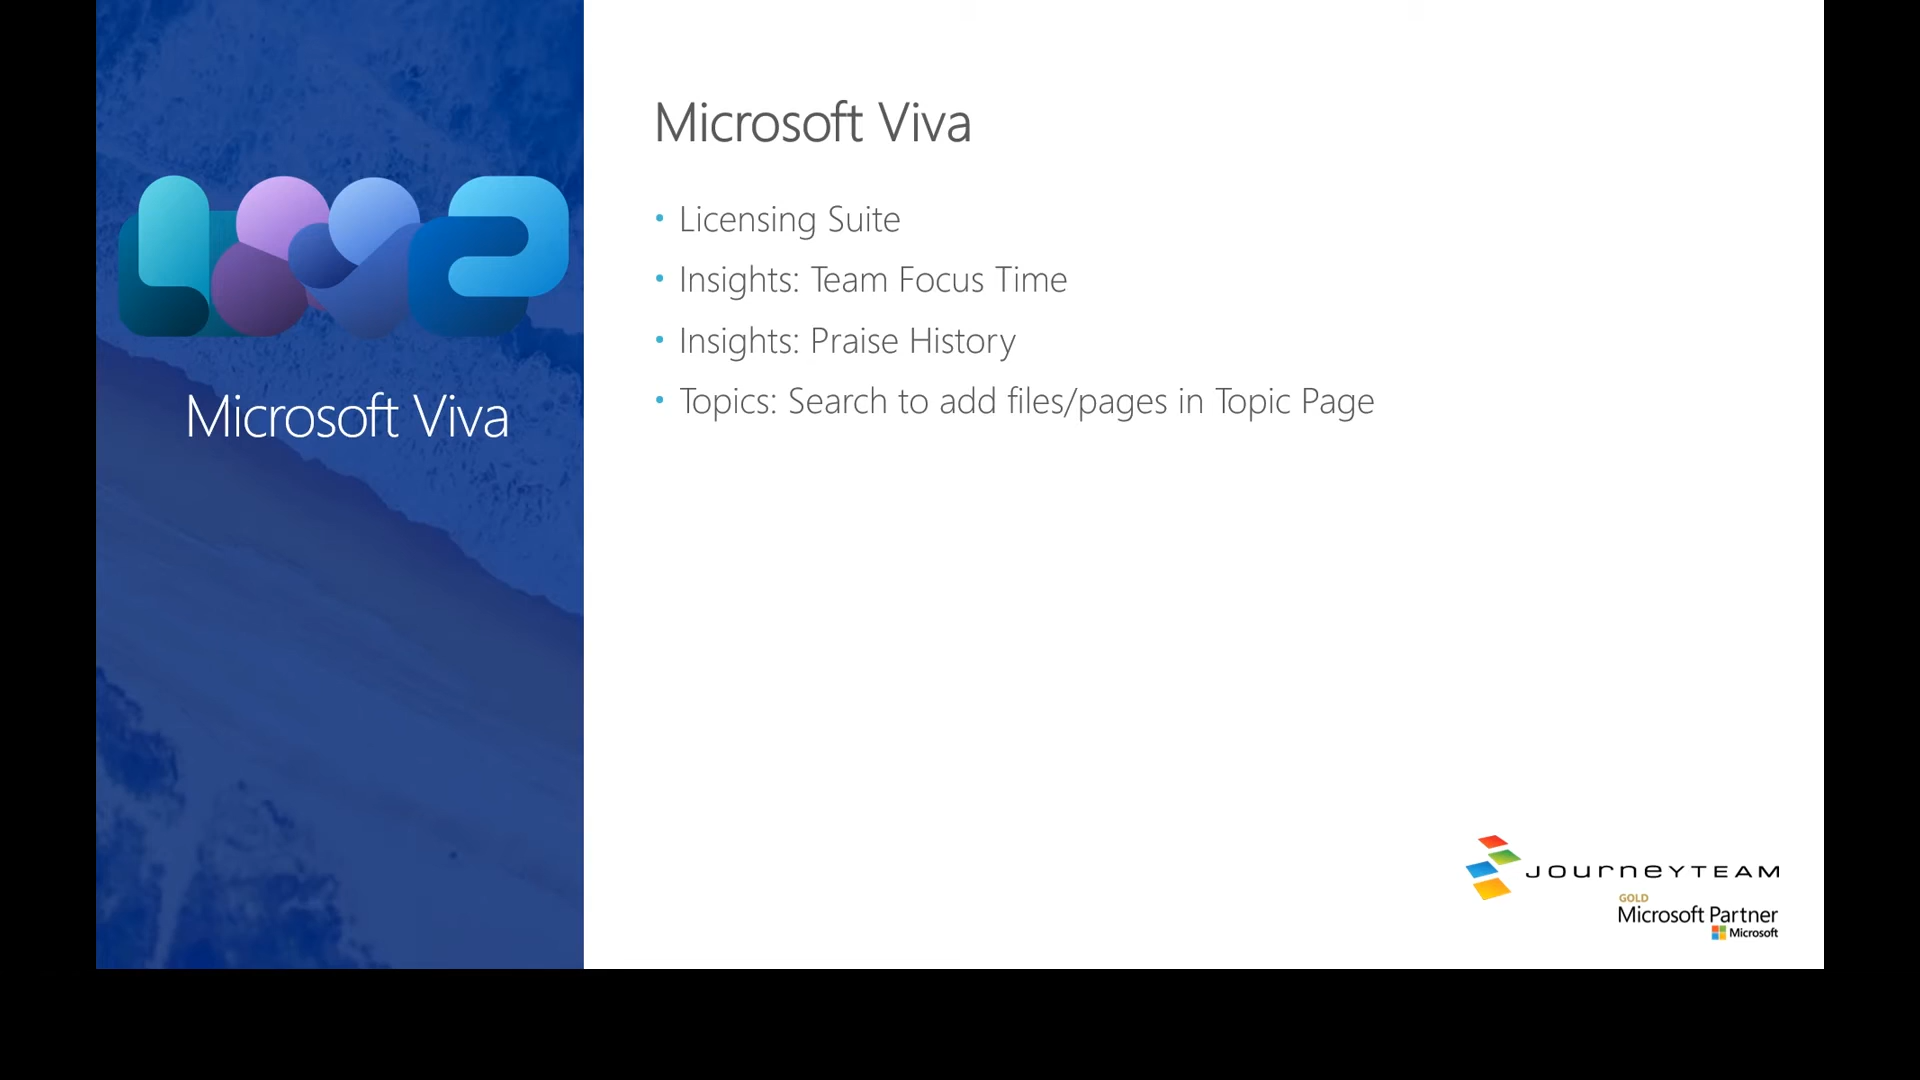 Microsoft Viva
Microsoft Viva
• Licensing Suite
• Insights: Team Focus Time
• Insights: Praise History
• Topics: Search to add files/pages in Topic Page
JOURNEYTEAM
GOLD
Microsoft Partner
Microsoft